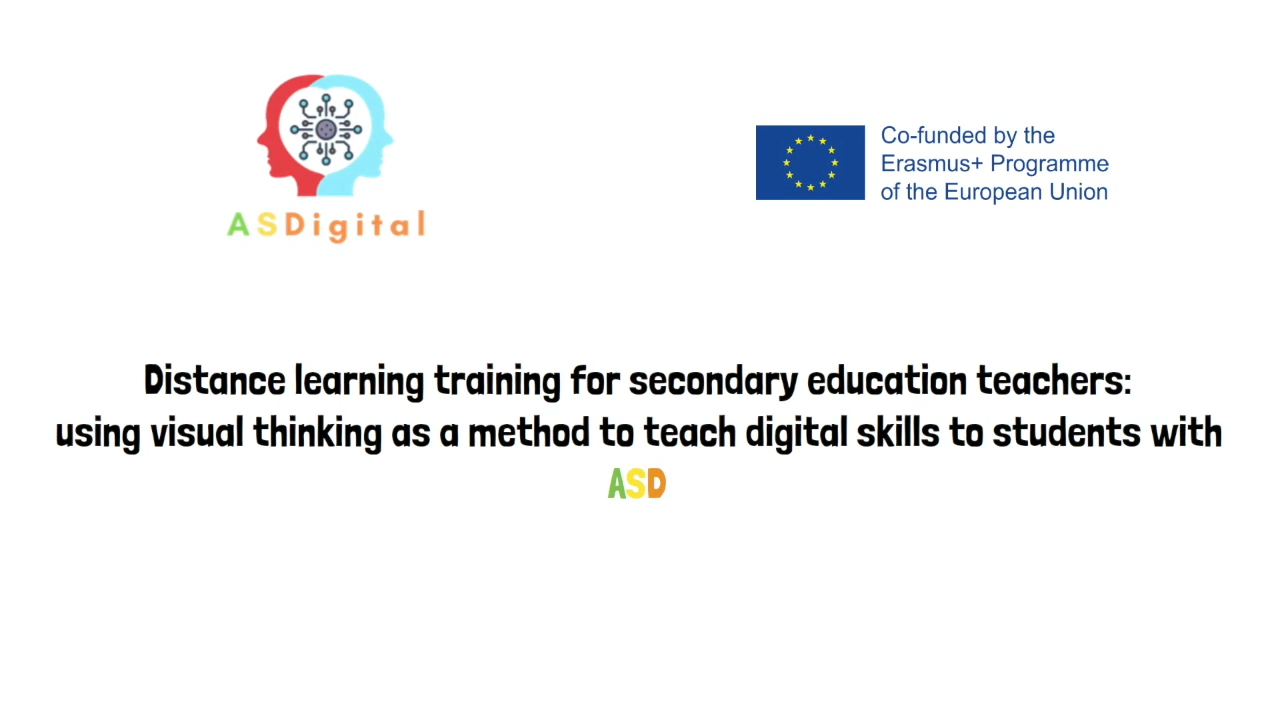 ASDigital
Co-funded by the
Erasmus+ Programme
of the European Union
Distance learning training for secondary education teachers:
using visual thinking as a method to teach digital skills to students with
ASD